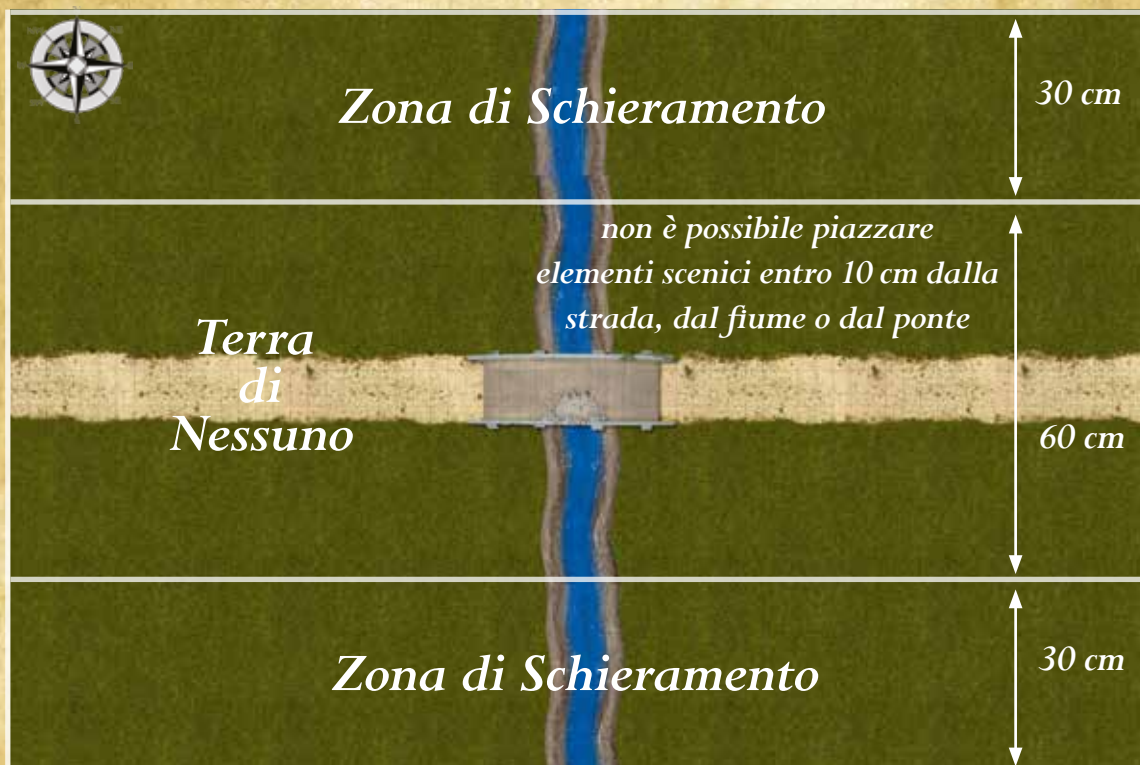 Zona di Schieramento
30 cm
non è possibile piazzare
elementi scenici entro 10 cm dalla
strada, dal fiume o dal ponte
Terra
di
Nessuno
60 cm
Zona di Schieramento
30 cm